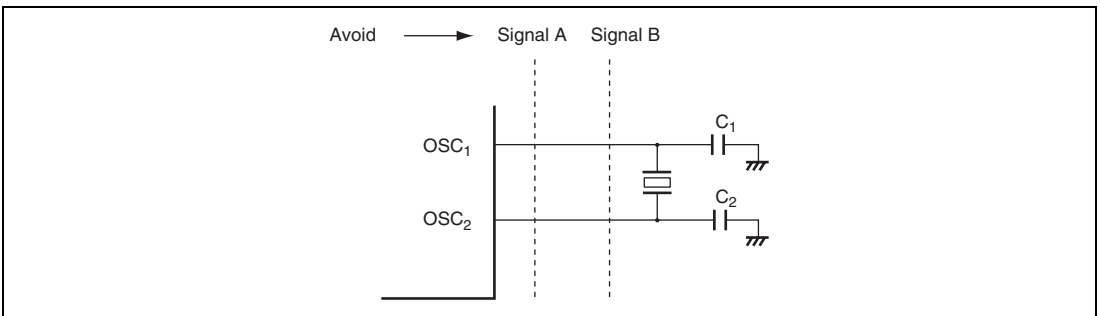 Avoid Signal A Signal B
C₁
OSC₁
C₂
OSC₂